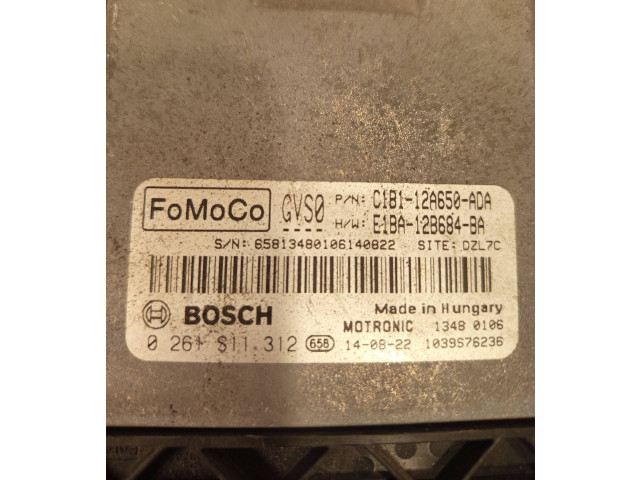 FoMoCo GVS0 P/N: C1B1-12A650-ADA
H/W: E1BA-12B684-BA
S/N: 65813480106140822 SITE: DZL7C
BOSCH Made in Hungary
MOTRONIC 1348 0106
0 261 S11 312 658 14-08-22 1039S76236